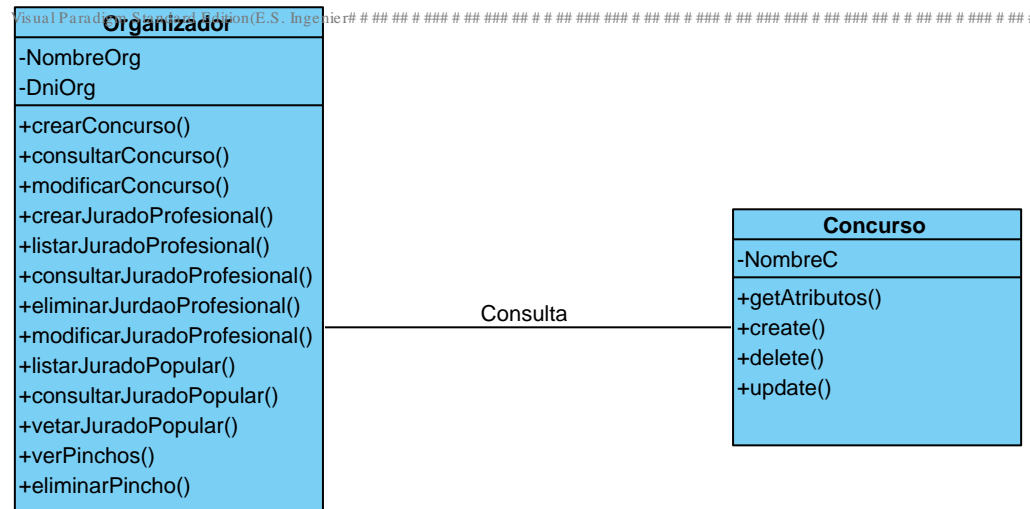 Visual Paradigm Standard Edition(E.S. Ingenier# # ## ## # ### # ## ## ## # ## ### ## # ## # ### # ## ## ## # ## ### ## # ## # ### # ##
Organizador
-NombreOrg
-DniOrg
+crearConcurso()
+consultarConcurso()
+modificarConcurso()
+crearJuradoProfesional()
+listarJuradoProfesional()
+consultarJuradoProfesional()
+eliminarJurdaoProfesional()
+modificarJuradoProfesional()
+listarJuradoPopular()
+consultarJuradoPopular()
+vetarJuradoPopular()
+verPinchos()
+eliminarPincho()
Consulta
Concurso
-NombreC
+getAtributos()
+create()
+delete()
+update()